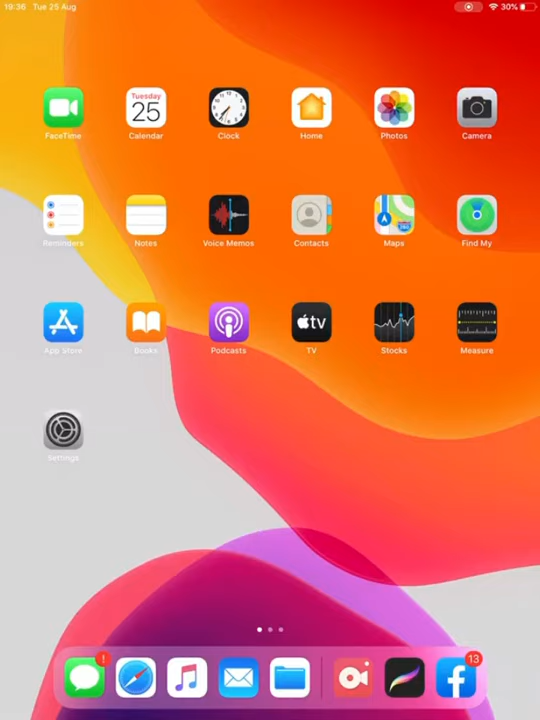 19:36 Tue 25 Aug 30%
Tuesday
25
FaceTime Calendar Clock Home Photos Camera
Reminders Notes Voice Memos Contacts Maps Find My
tv
App Store Books Podcasts TV Stocks Measure
Settings
! 13